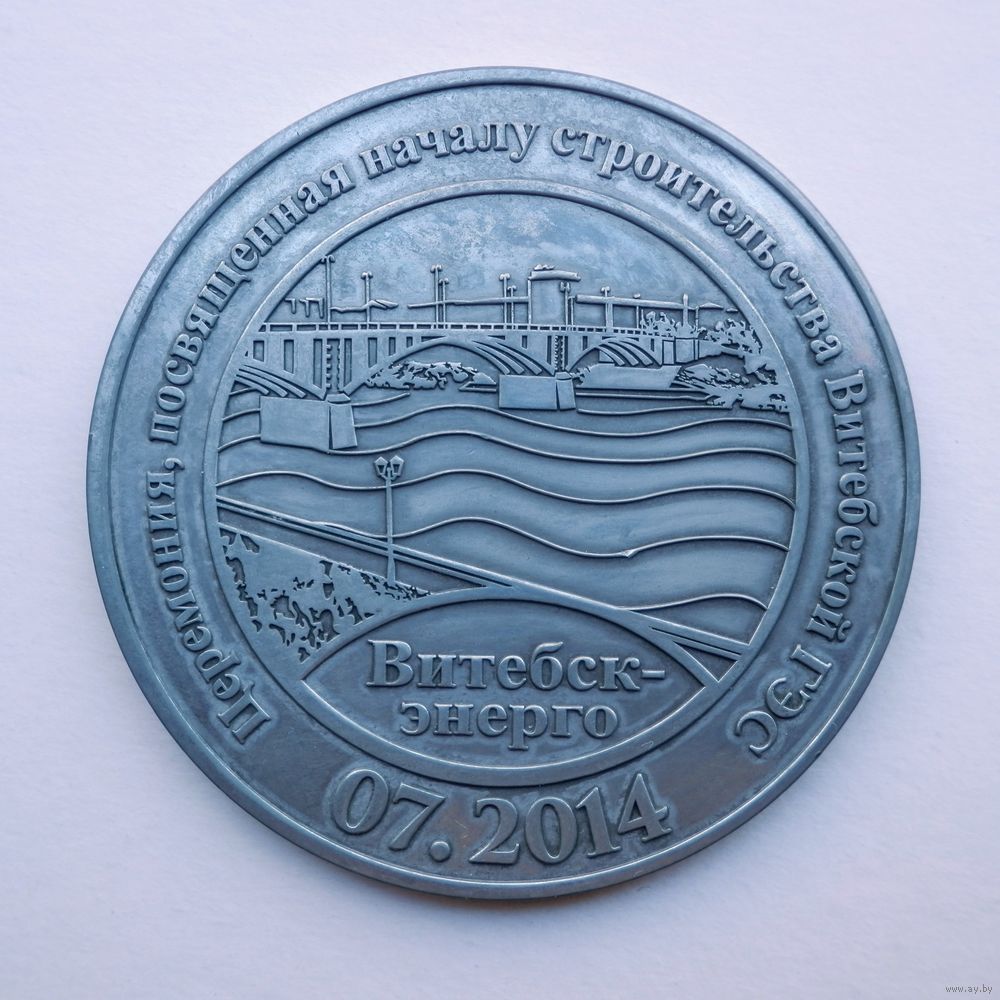 Церемония, посвященная началу строительства Витебской ГЭС
Витебск-
энерго
07.2014
www.ay.by